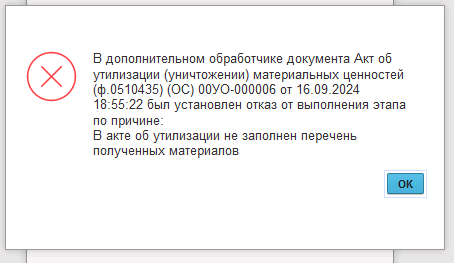 В дополнительном обработчике документа Акт об
утилизации (уничтожении) материальных ценностей
(ф.0510435) (ОС) 00УО-000006 от 16.09.2024
18:55:22 был установлен отказ от выполнения этапа
по причине:
В акте об утилизации не заполнен перечень
полученных материалов
ОК